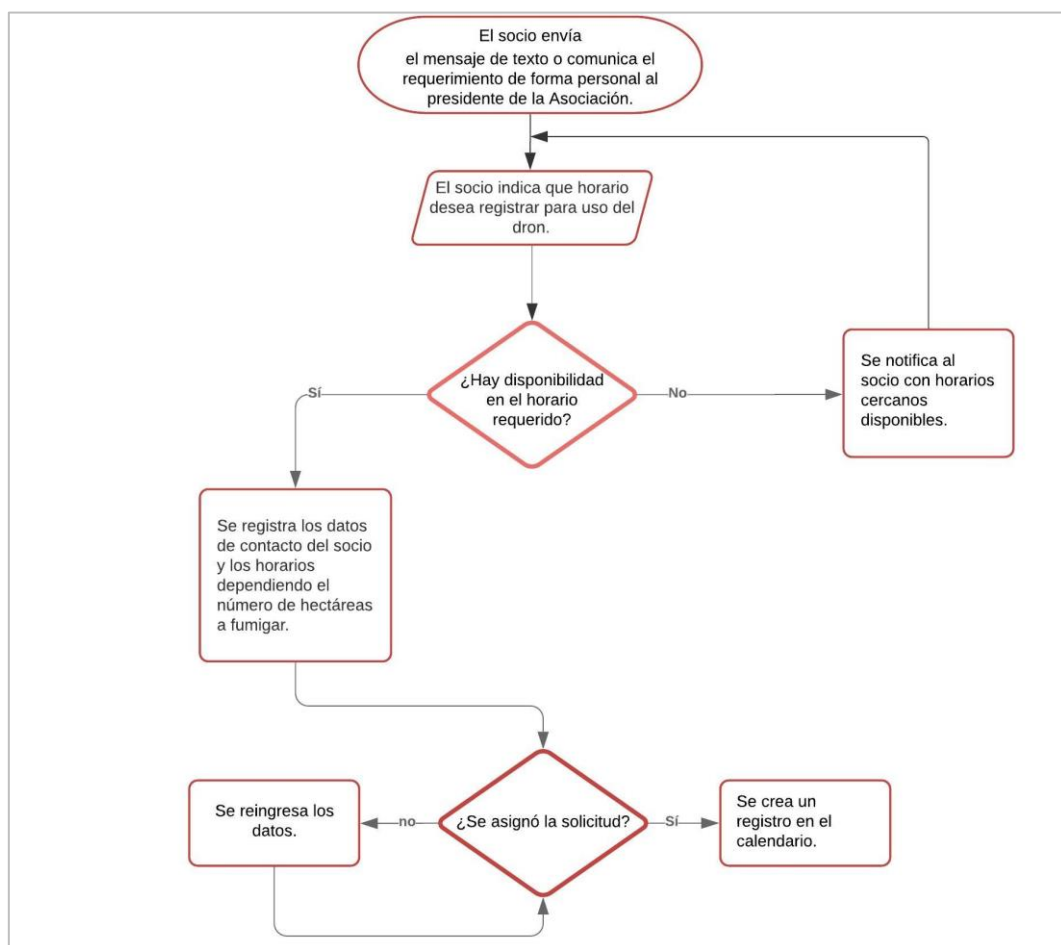 El socio envía
el mensaje de texto o comunica el
requerimiento de forma personal al
presidente de la Asociación.
El socio indica que horario
desea registrar para uso del
dron.
¿Hay disponibilidad
en el horario
requerido?
Sí
No
Se notifica al
socio con horarios
cercanos
disponibles.
Se registra los datos
de contacto del socio
y los horarios
dependiendo el
número de hectáreas
a fumigar.
Se reingresa los
datos.
no
¿Se asignó la solicitud?
Sí
Se crea un
registro en el
calendario.